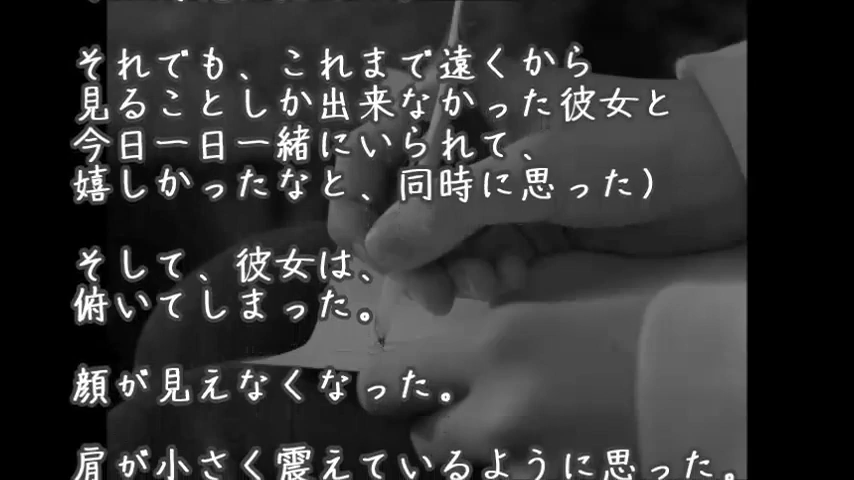 それでも、これまで遠くから
見ることしか出来なかった彼女と
今日一日一緒にいられて、
嬉しかったなと、同時に思った）
そして、彼女は、
俯いてしまった。
顔が見えなくなった。
肩が小さく震えているように思った。